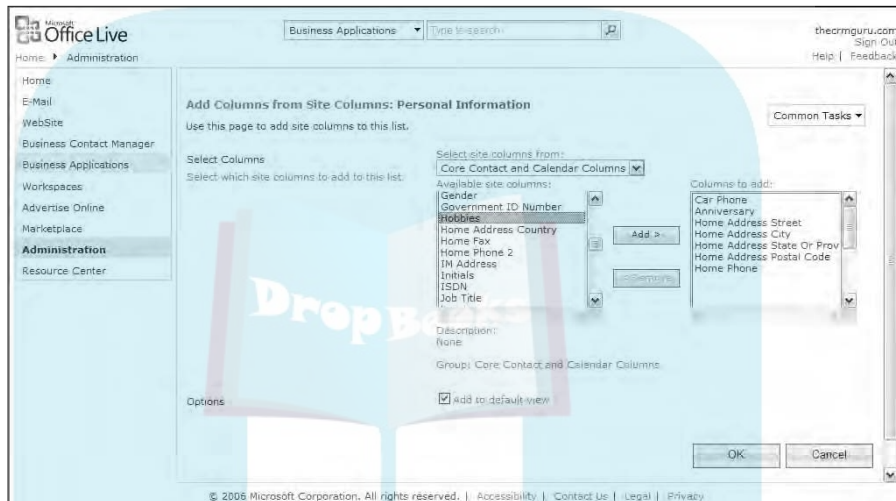 Microsoft
Office Live
Business Applications
Type to search
thecrmguru.com
Sign Out
Home ▸ Administration
Help | Feedback
Home
E-Mail
WebSite
Business Contact Manager
Business Applications
Workspaces
Advertise Online
Marketplace
Administration
Resource Center
Add Columns from Site Columns: Personal Information
Use this page to add site columns to this list.
Common Tasks
Select Columns
Select which site columns to add to this list.
Select site columns from:
Core Contact and Calendar Columns
Available site columns:
Gender
Government ID Number
Hobbies
Home Address Country
Home Fax
Home Phone 2
IM Address
Initials
ISDN
Job Title
Add >
< Remove
Columns to add:
Car Phone
Anniversary
Home Address Street
Home Address City
Home Address State Or Prov
Home Address Postal Code
Home Phone
DropBooks
Description:
None
Group: Core Contact and Calendar Columns
Options
Add to default view
OK
Cancel
© 2006 Microsoft Corporation. All rights reserved. | Accessibility | Contact Us | Legal | Privacy